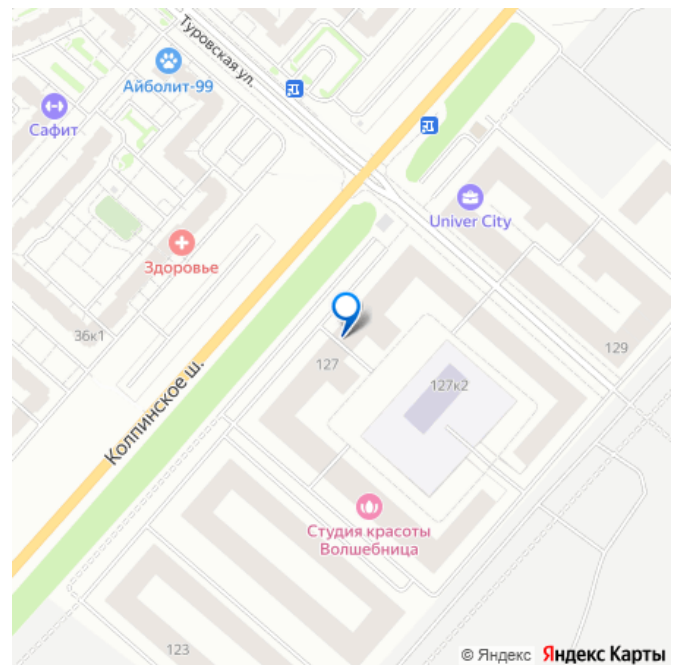 Туровская ул.
Айболит-99
Сафит
Univer City
Здоровье
36к1
129
127
127к2
Колпинское ш.
Студия красоты
Волшебница
123
© Яндекс Яндекс Карты